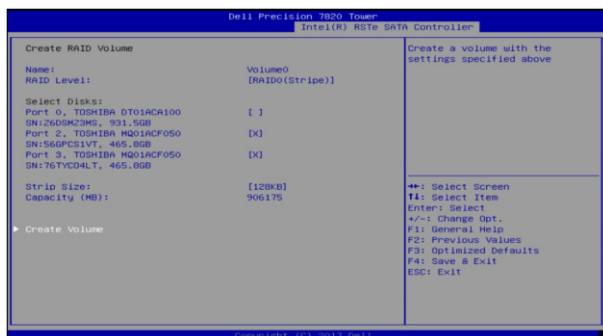 Dell Precision 7820 Tower
Intel(R) RSTe SATA Controller
Create RAID Volume
Name: Volume0
RAID Level: [RAID0(Stripe)]
Select Disks:
Port 0, TOSHIBA DT01ACA100 [ ]
SN:26DSMZ3MS, 931.5GB
Port 2, TOSHIBA MQ01ACF050 [X]
SN:56GPCS1VT, 465.8GB
Port 3, TOSHIBA MQ01ACF050 [X]
SN:76TYCO4LT, 465.8GB
Strip Size: [128KB]
Capacity (MB): 906175
▶ Create Volume
Create a volume with the
settings specified above
→←: Select Screen
↑↓: Select Item
Enter: Select
+/-: Change Opt.
F1: General Help
F2: Previous Values
F3: Optimized Defaults
F4: Save & Exit
ESC: Exit
Copyright (C) 2017 Dell